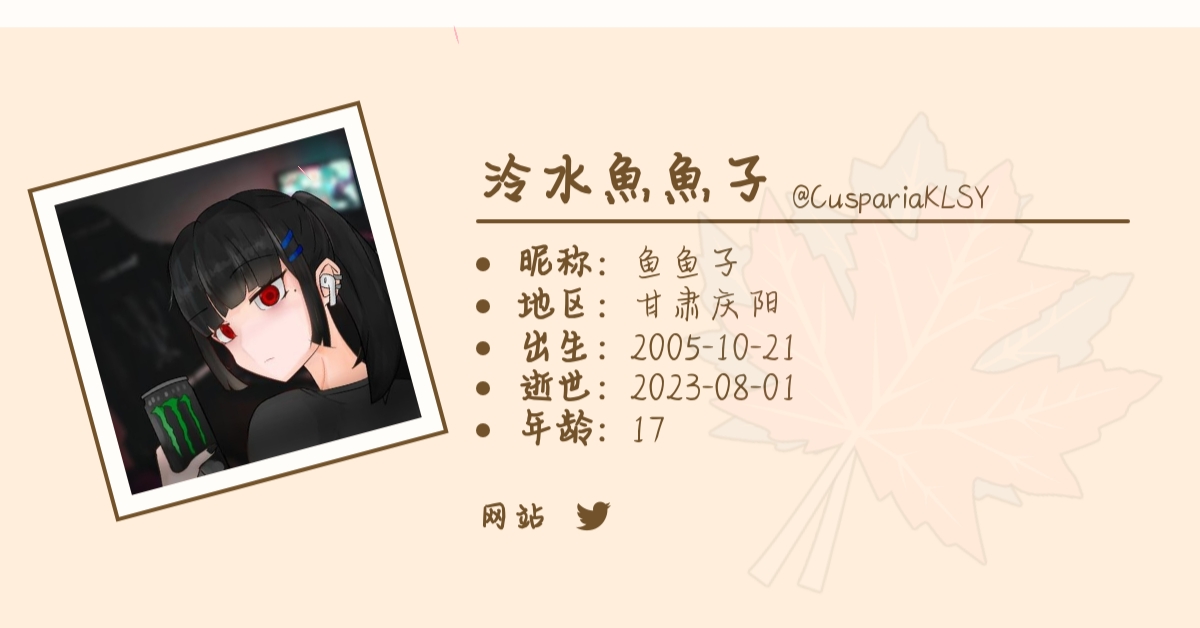 泠水魚魚子 @CuspariaKLSY
昵称： 鱼鱼子
地区： 甘肃庆阳
出生： 2005-10-21
逝世： 2023-08-01
年龄： 17
网站